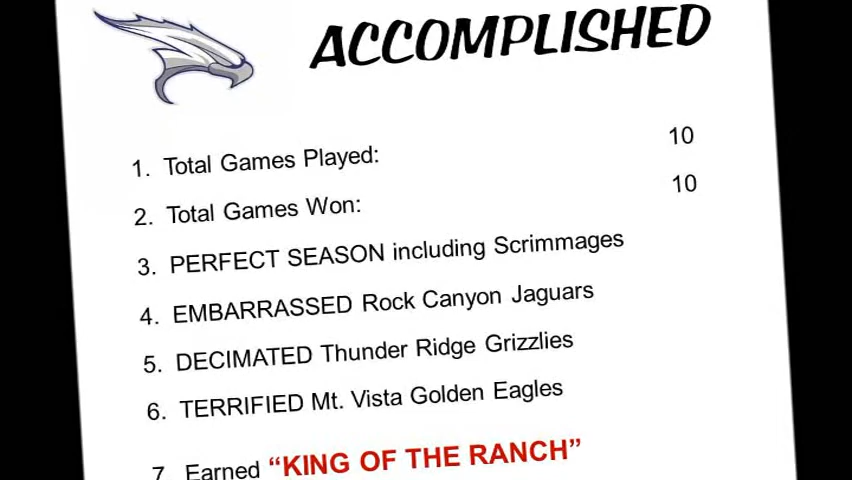 ACCOMPLISHED
1. Total Games Played: 10
2. Total Games Won: 10
3. PERFECT SEASON including Scrimmages
4. EMBARRASSED Rock Canyon Jaguars
5. DECIMATED Thunder Ridge Grizzlies
6. TERRIFIED Mt. Vista Golden Eagles
7 Earned “KING OF THE RANCH”